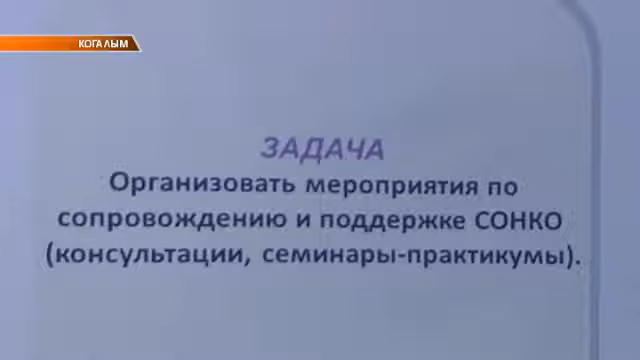 КОГАЛЫМ
ЗАДАЧА
Организовать мероприятия по
сопровождению и поддержке СОНКО
(консультации, семинары-практикумы).